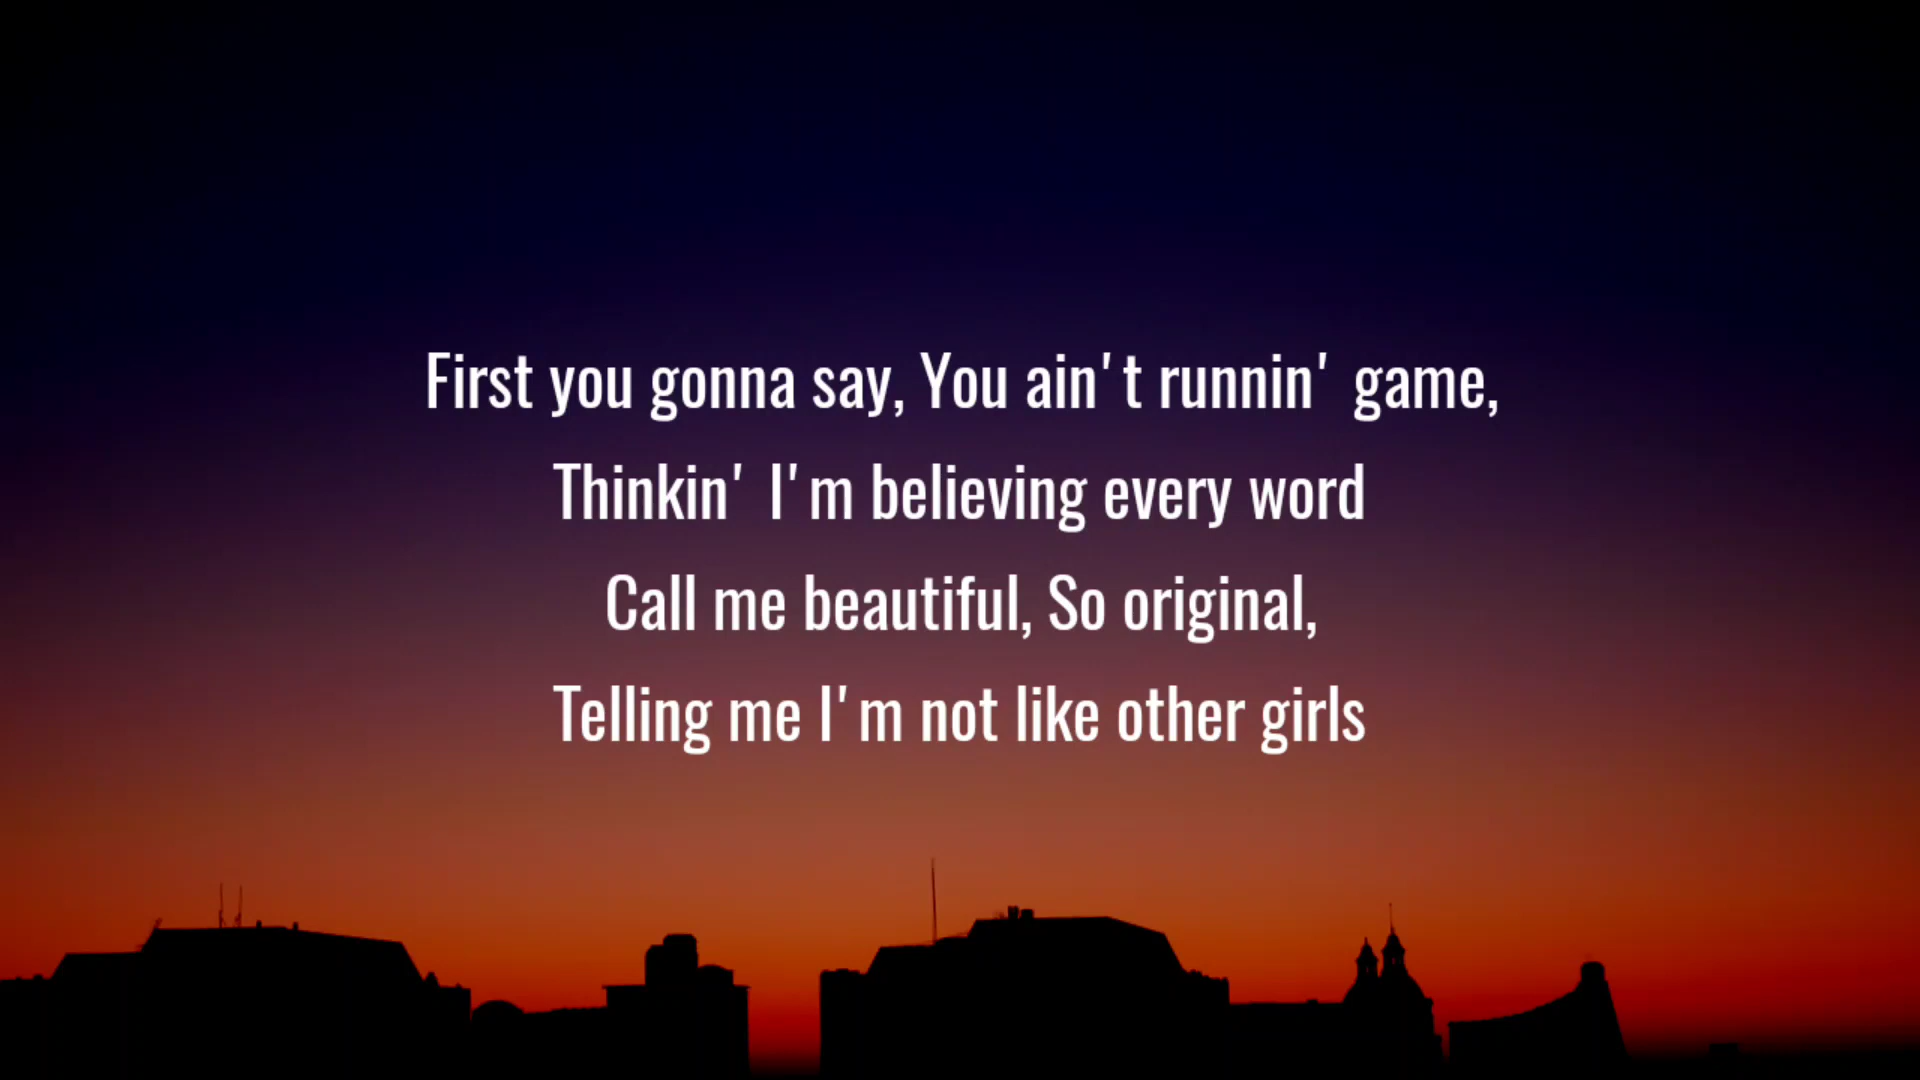 First you gonna say, You ain't runnin' game,
Thinkin' I'm believing every word
Call me beautiful, So original,
Telling me I'm not like other girls